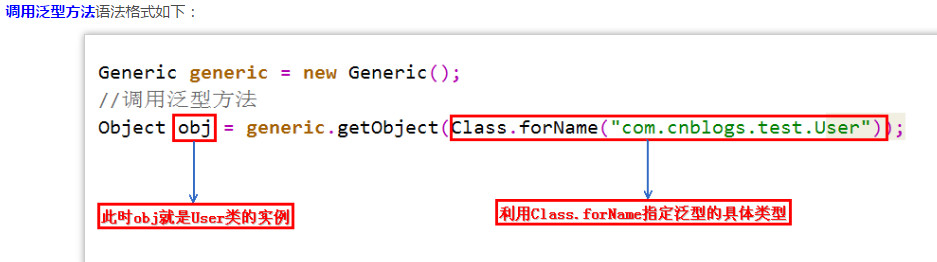 调用泛型方法语法格式如下：
Generic generic = new Generic();
//调用泛型方法
Object obj = generic.getObject(Class.forName("com.cnblogs.test.User"));
此时obj就是User类的实例
利用Class.forName指定泛型的具体类型